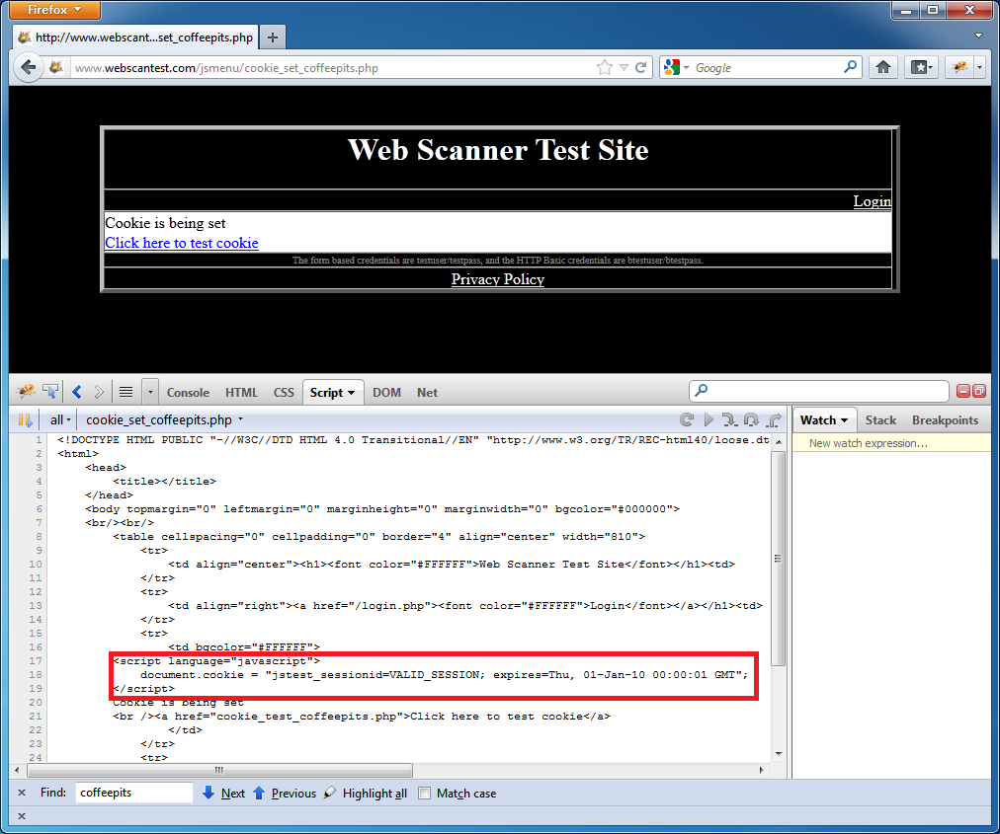 Firefox
http://www.webscant...set_coffeepits.php
www.webscantest.com/jsmenu/cookie_set_coffeepits.php
Google
Web Scanner Test Site
Login
Cookie is being set
Click here to test cookie
The form based credentials are testuser/testpass, and the HTTP Basic credentials are btestuser/btestpass.
Privacy Policy
Console HTML CSS Script DOM Net
all cookie_set_coffeepits.php
Watch Stack Breakpoints
New watch expression...
1 <!DOCTYPE HTML PUBLIC "-//W3C//DTD HTML 4.0 Transitional//EN" "http://www.w3.org/TR/REC-html40/loose.dt
2 <html>
3 <head>
4 <title></title>
5 </head>
6 <body topmargin="0" leftmargin="0" marginheight="0" marginwidth="0" bgcolor="#000000">
7 <br/><br/>
8 <table cellspacing="0" cellpadding="0" border="4" align="center" width="810">
9 <tr>
10 <td align="center"><h1><font color="#FFFFFF">Web Scanner Test Site</font></h1><td>
11 </tr>
12 <tr>
13 <td align="right"><a href="/login.php"><font color="#FFFFFF">Login</font></a></h1><td>
14 </tr>
15 <tr>
16 <td bgcolor="#FFFFFF">
17 <script language="javascript">
18 document.cookie = "jstest_sessionid=VALID_SESSION; expires=Thu, 01-Jan-10 00:00:01 GMT";
19 </script>
20 Cookie is being set
21 <br /><a href="cookie_test_coffeepits.php">Click here to test cookie</a>
22 </td>
23 </tr>
24 <tr>
Find: coffeepits Next Previous Highlight all Match case